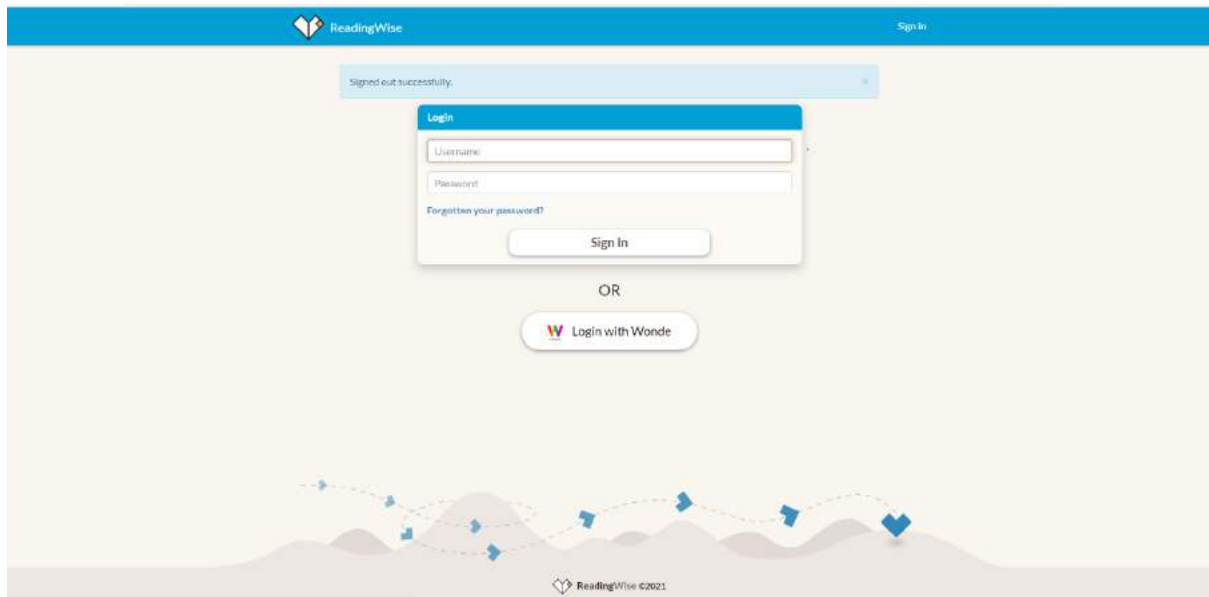 ReadingWise
Sign In
Signed out successfully.
×
Login
Username
Password
Forgotten your password?
Sign In
OR
Login with Wonde
ReadingWise ©2021